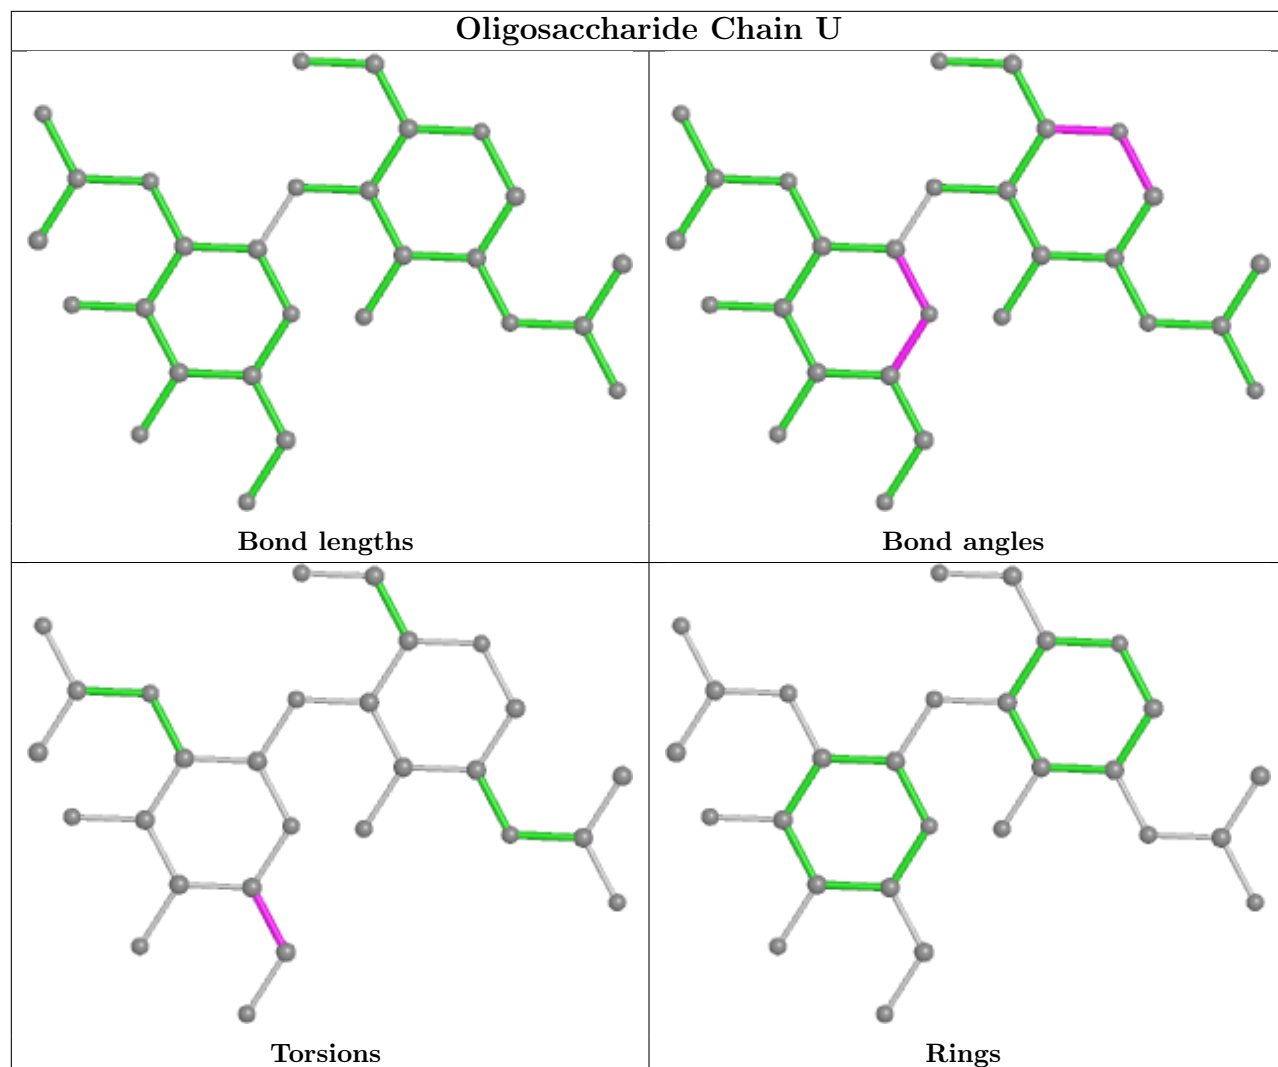 Oligosaccharide Chain U
Bond lengths
Bond angles
Torsions
Rings